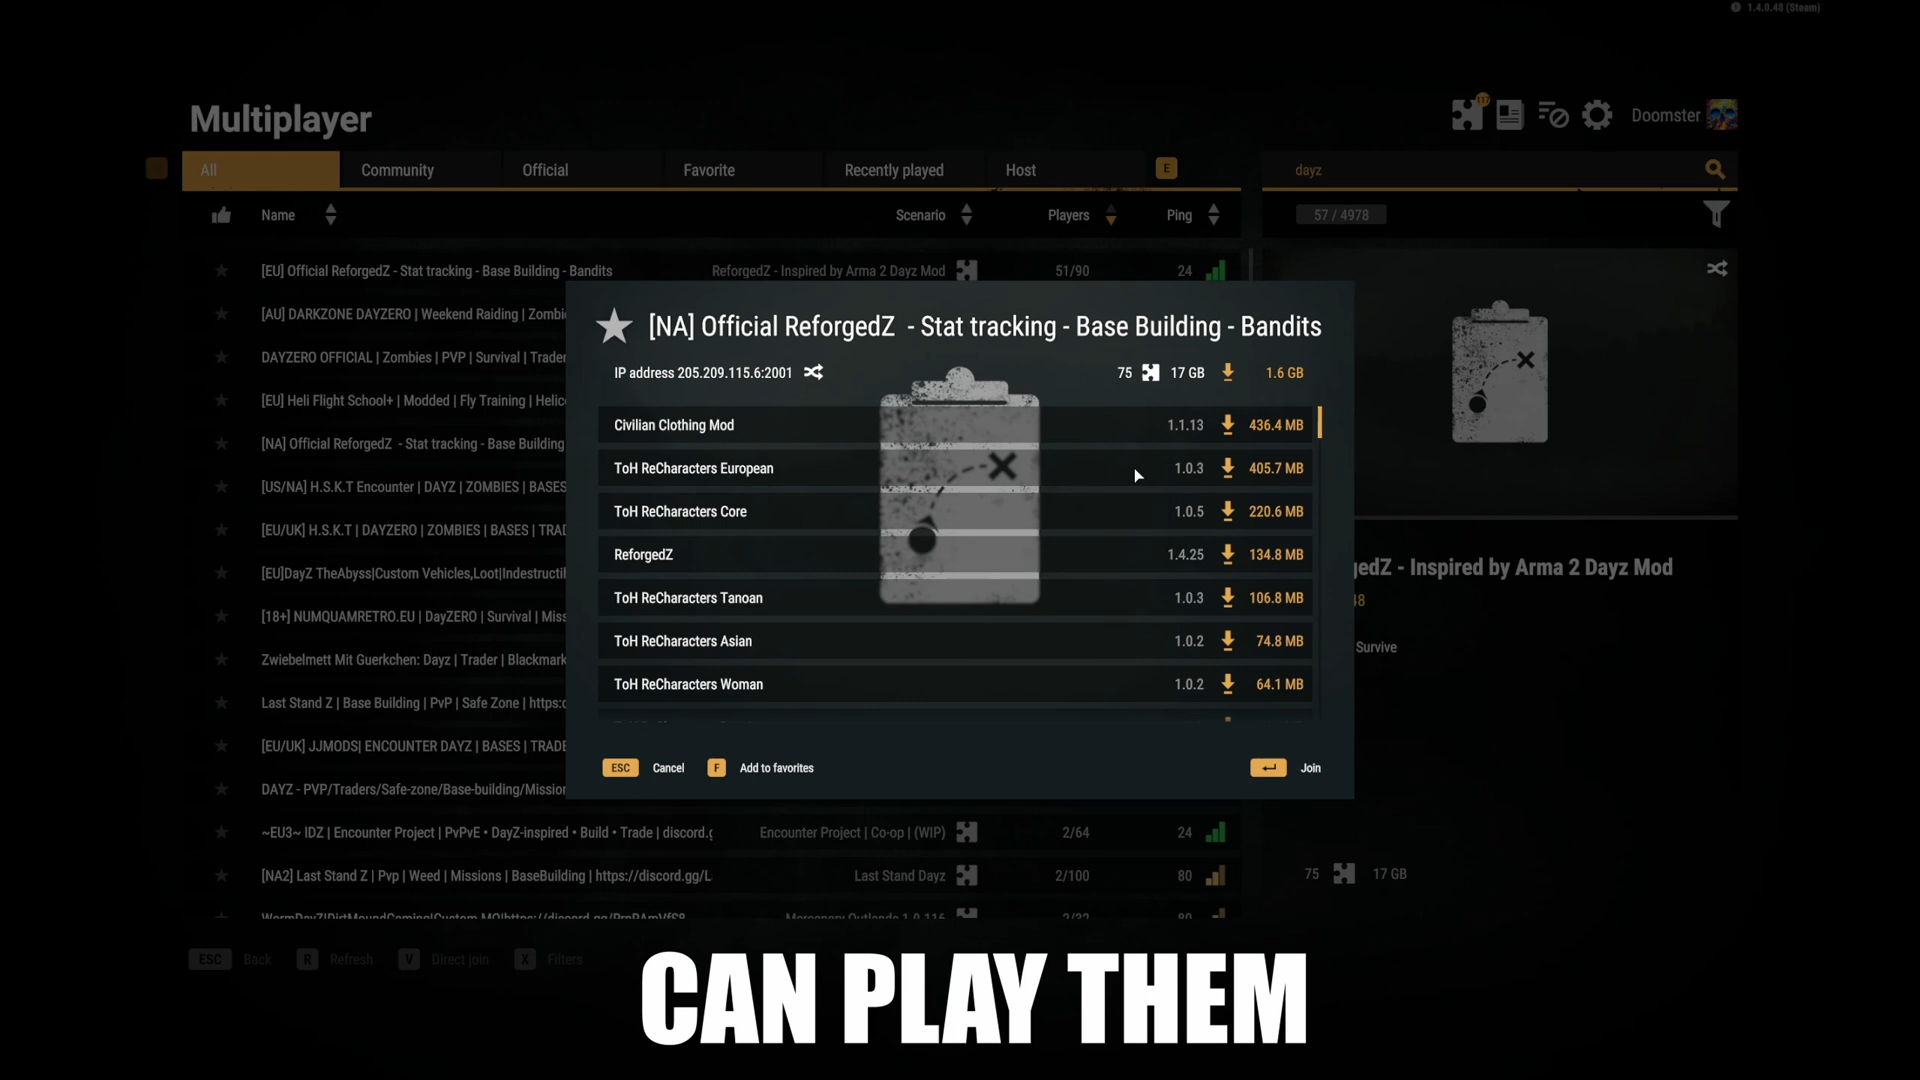 1.4.0.48 (Steam)
Multiplayer
117
Doomster
All Community Official Favorite Recently played Host E
dayz
Name Scenario Players Ping
57 / 4978
[EU] Official ReforgedZ - Stat tracking - Base Building - Bandits ReforgedZ - Inspired by Arma 2 Dayz Mod 51/90 24
[AU] DARKZONE DAYZERO | Weekend Raiding | Zombi
DAYZERO OFFICIAL | Zombies | PVP | Survival | Trader
[EU] Heli Flight School+ | Modded | Fly Training | Helic
[NA] Official ReforgedZ - Stat tracking - Base Building
[US/NA] H.S.K.T Encounter | DAYZ | ZOMBIES | BASES
[EU/UK] H.S.K.T | DAYZERO | ZOMBIES | BASES | TRAD
[EU]DayZ TheAbyss|Custom Vehicles,Loot|Indestructil
[18+] NUMQUAMRETRO.EU | DayZERO | Survival | Miss
Zwiebelmett Mit Guerkchen: Dayz | Trader | Blackmark
Last Stand Z | Base Building | PvP | Safe Zone | https:
[EU/UK] JJMODS| ENCOUNTER DAYZ | BASES | TRADE
DAYZ - PVP/Traders/Safe-zone/Base-building/Mission
~EU3~ IDZ | Encounter Project | PvPvE • DayZ-inspired • Build • Trade | discord.g Encounter Project | Co-op | (WIP) 2/64 24
[NA2] Last Stand Z | Pvp | Weed | Missions | BaseBuilding | https://discord.gg/L Last Stand Dayz 2/100 80
[NA] Official ReforgedZ - Stat tracking - Base Building - Bandits
IP address 205.209.115.6:2001 75 17 GB 1.6 GB
Civilian Clothing Mod 1.1.13 436.4 MB
ToH ReCharacters European 1.0.3 405.7 MB
ToH ReCharacters Core 1.0.5 220.6 MB
ReforgedZ 1.4.25 134.8 MB
ToH ReCharacters Tanoan 1.0.3 106.8 MB
ToH ReCharacters Asian 1.0.2 74.8 MB
ToH ReCharacters Woman 1.0.2 64.1 MB
ESC Cancel F Add to favorites Join
gedZ - Inspired by Arma 2 Dayz Mod
48
Survive
75 17 GB
ESC Back R Refresh V Direct join X Filters
CAN PLAY THEM